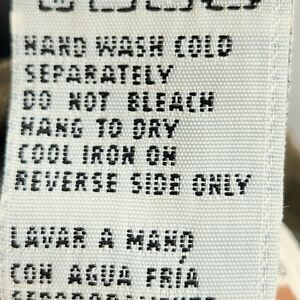 HAND WASH COLD
SEPARATELY
DO NOT BLEACH
HANG TO DRY
COOL IRON ON
REVERSE SIDE ONLY
LAVAR A MANO
CON AGUA FRIA